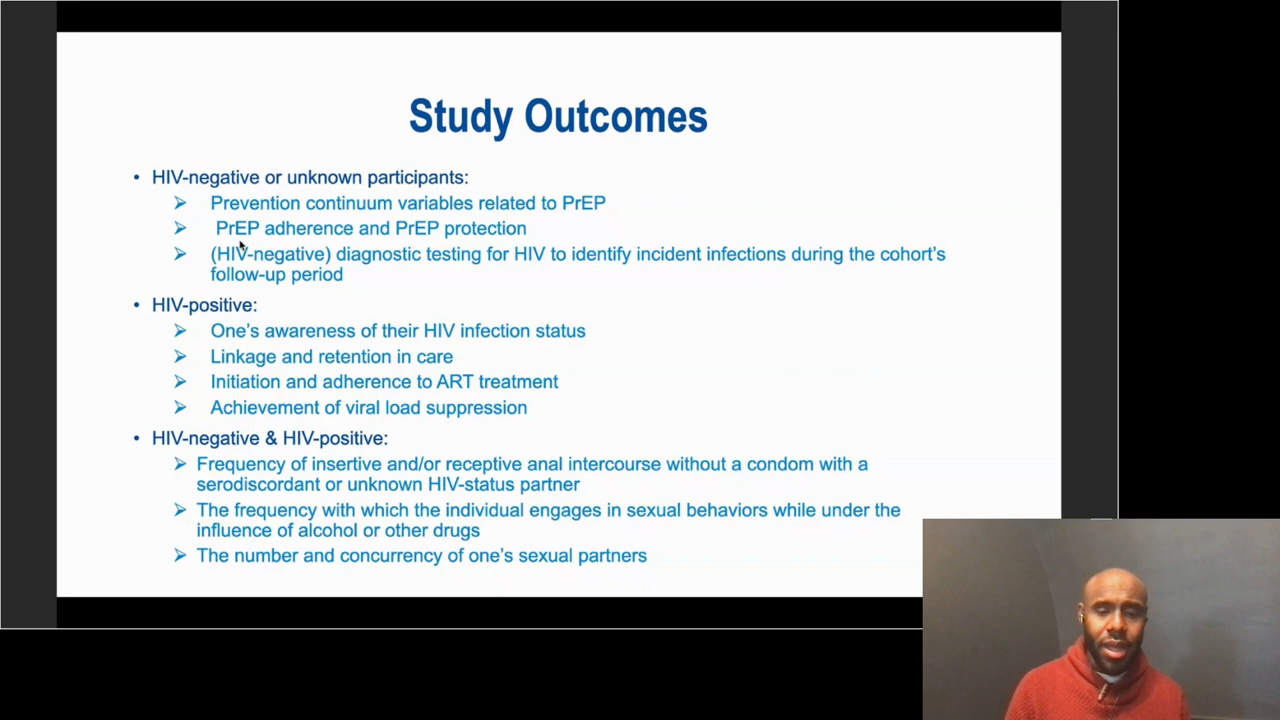 Study Outcomes
• HIV-negative or unknown participants:
➢ Prevention continuum variables related to PrEP
➢ PrEP adherence and PrEP protection
➢ (HIV-negative) diagnostic testing for HIV to identify incident infections during the cohort's
follow-up period
• HIV-positive:
➢ One's awareness of their HIV infection status
➢ Linkage and retention in care
➢ Initiation and adherence to ART treatment
➢ Achievement of viral load suppression
• HIV-negative & HIV-positive:
➢ Frequency of insertive and/or receptive anal intercourse without a condom with a
serodiscordant or unknown HIV-status partner
➢ The frequency with which the individual engages in sexual behaviors while under the
influence of alcohol or other drugs
➢ The number and concurrency of one's sexual partners